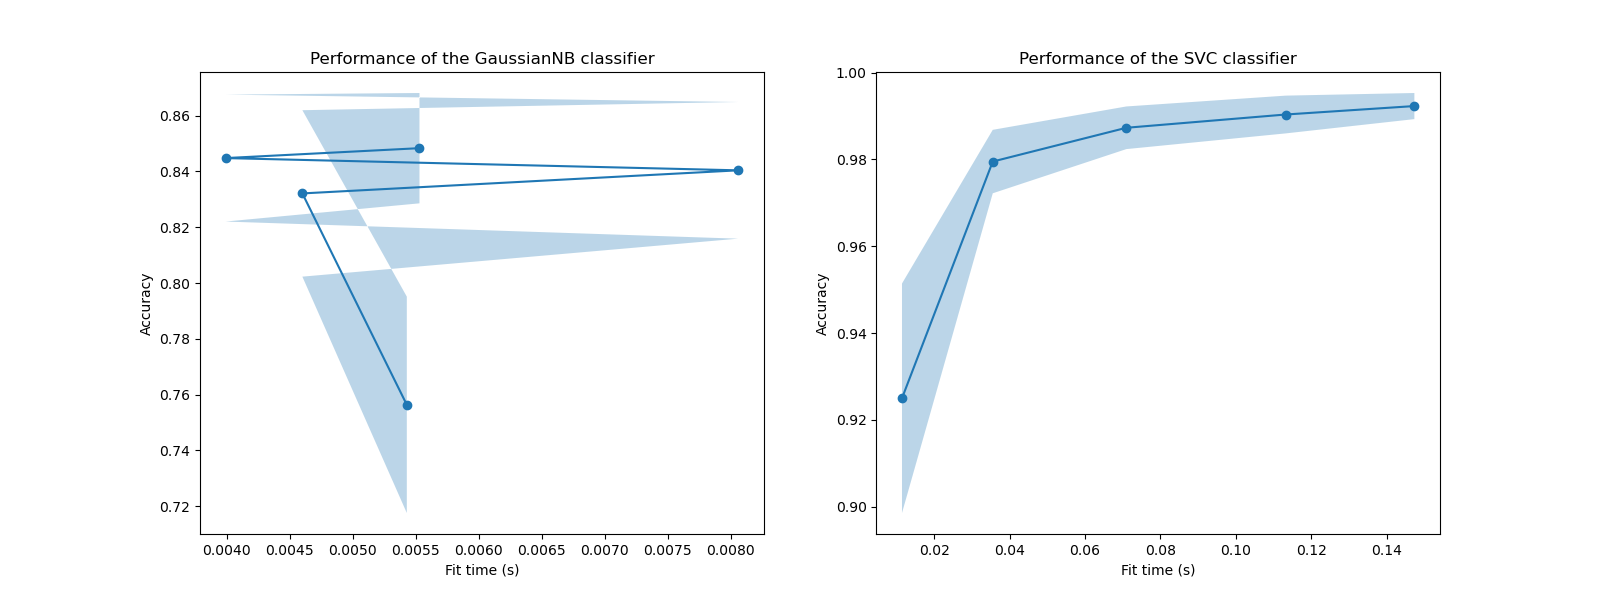 Performance of the GaussianNB classifier
Accuracy
0.86
0.84
0.82
0.80
0.78
0.76
0.74
0.72
0.0040 0.0045 0.0050 0.0055 0.0060 0.0065 0.0070 0.0075 0.0080
Fit time (s)
Performance of the SVC classifier
Accuracy
1.00
0.98
0.96
0.94
0.92
0.90
0.02 0.04 0.06 0.08 0.10 0.12 0.14
Fit time (s)